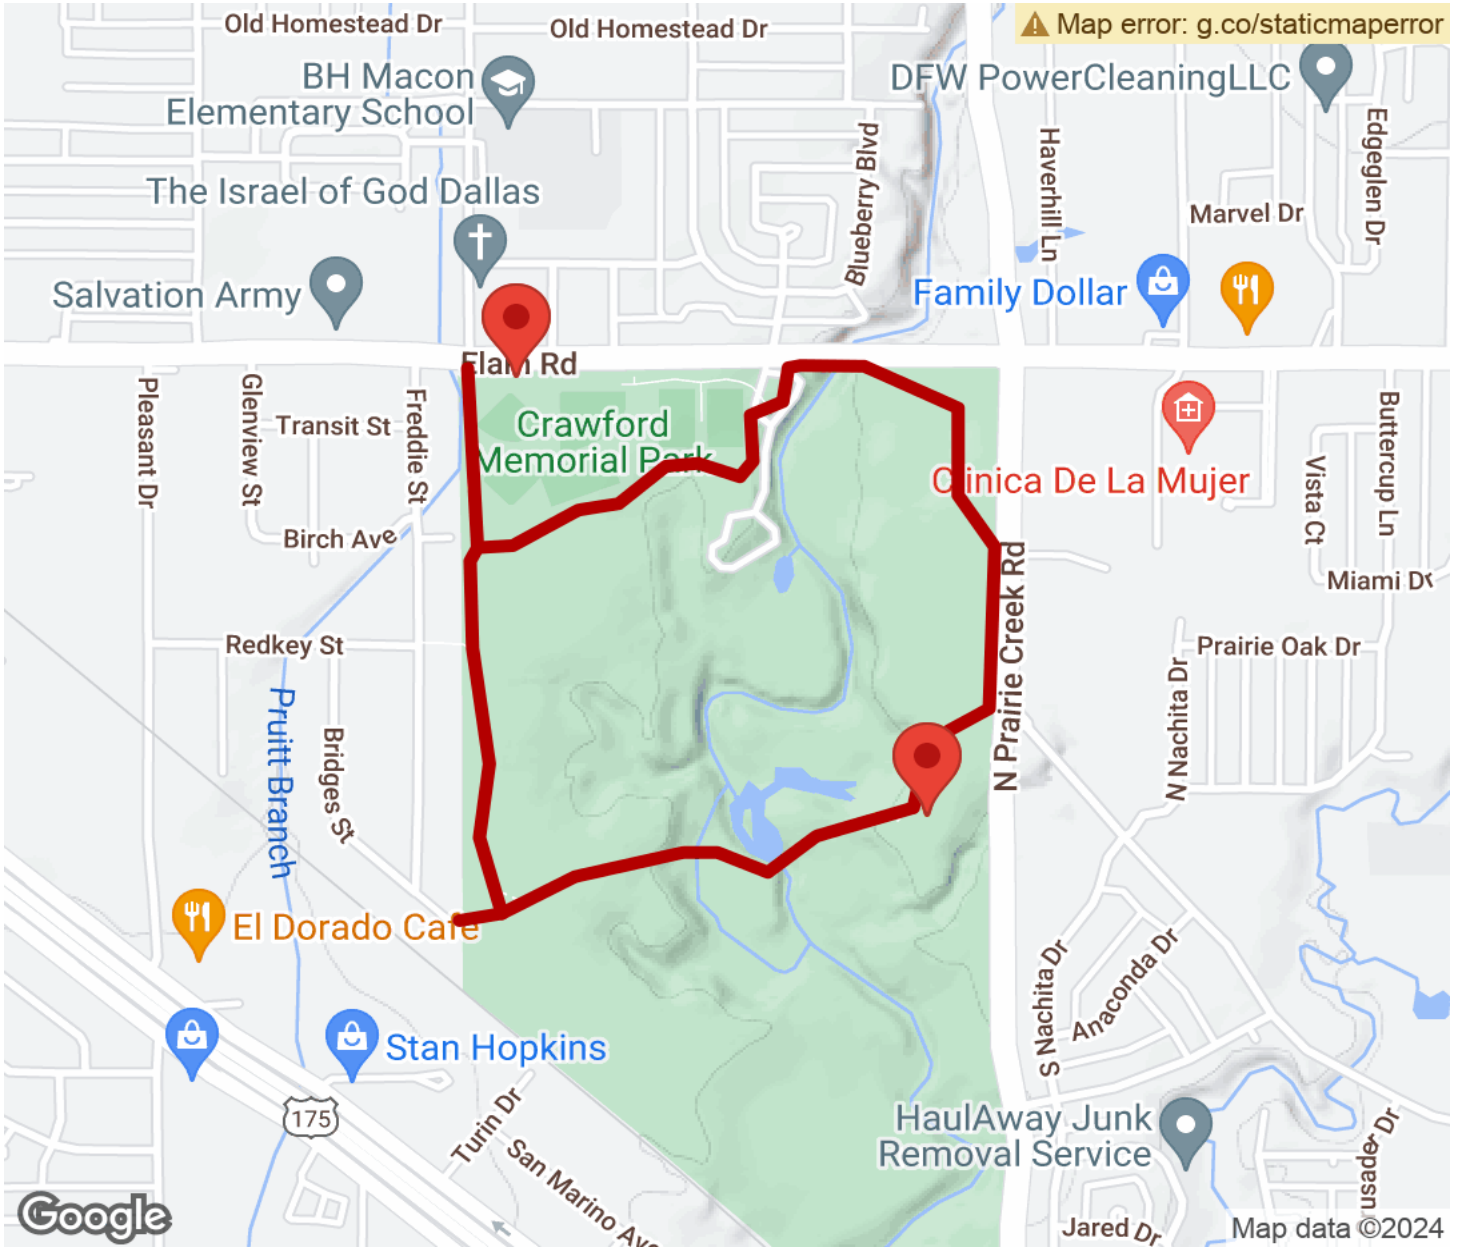 Old Homestead Dr
Old Homestead Dr
Map error: g.co/staticmaperror
BH Macon
Elementary School
DFW PowerCleaningLLC
Edgeglen Dr
Blueberry Blvd
Haverhill Ln
The Israel of God Dallas
Marvel Dr
Salvation Army
Family Dollar
Elam Rd
Pleasant Dr
Glenview St
Transit St
Freddie St
Crawford
Memorial Park
Clinica De La Mujer
Buttercup Ln
Vista Ct
Birch Ave
Miami Dr
N Prairie Creek Rd
Redkey St
Prairie Oak Dr
N Nachita Dr
Pruitt Branch
Bridges St
El Dorado Cafe
S Nachita Dr
Anaconda Dr
Stan Hopkins
175
Turin Dr
San Marino Ave
HaulAway Junk
Removal Service
rusader Dr
Jared Dr
Google
Map data ©2024